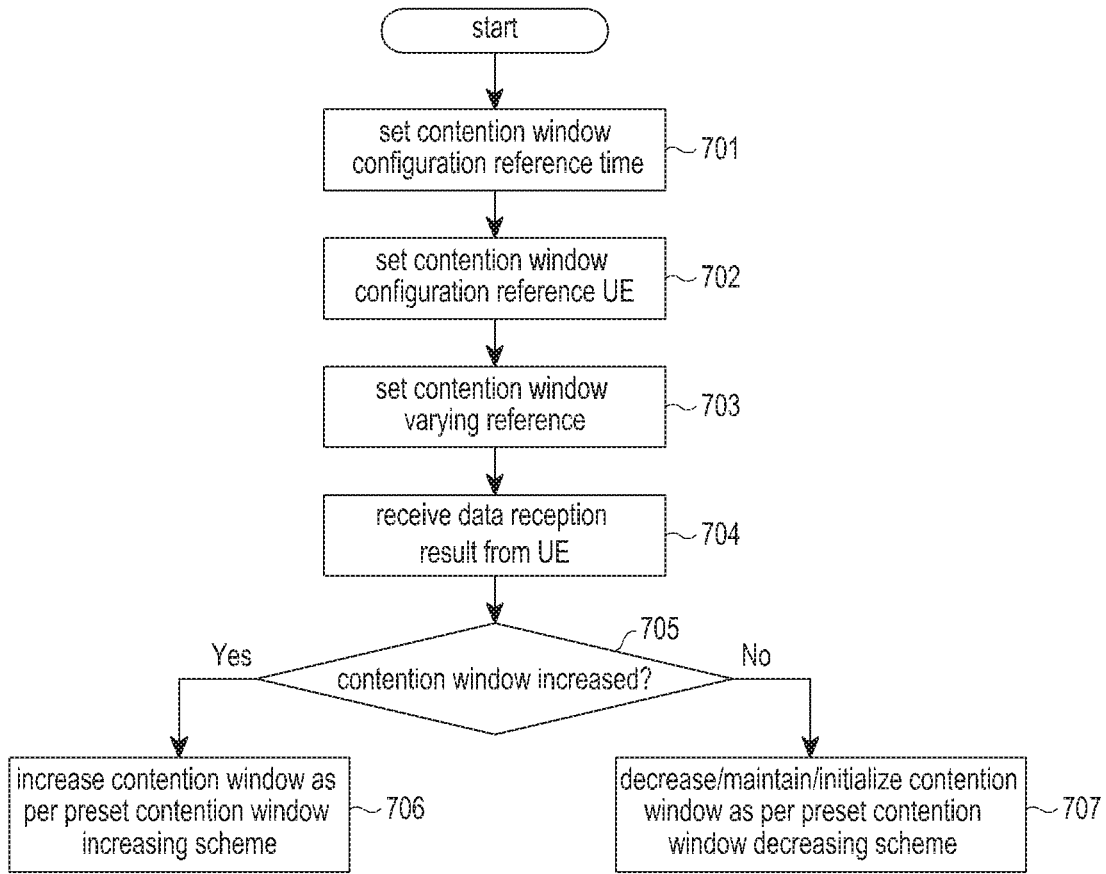 start
set contention window
configuration reference time
701
set contention window
configuration reference UE
702
set contention window
varying reference
703
receive data reception
result from UE
704
705
Yes
No
contention window increased?
increase contention window as
per preset contention window
increasing scheme
706
decrease/maintain/initialize contention
window as per preset contention
window decreasing scheme
707